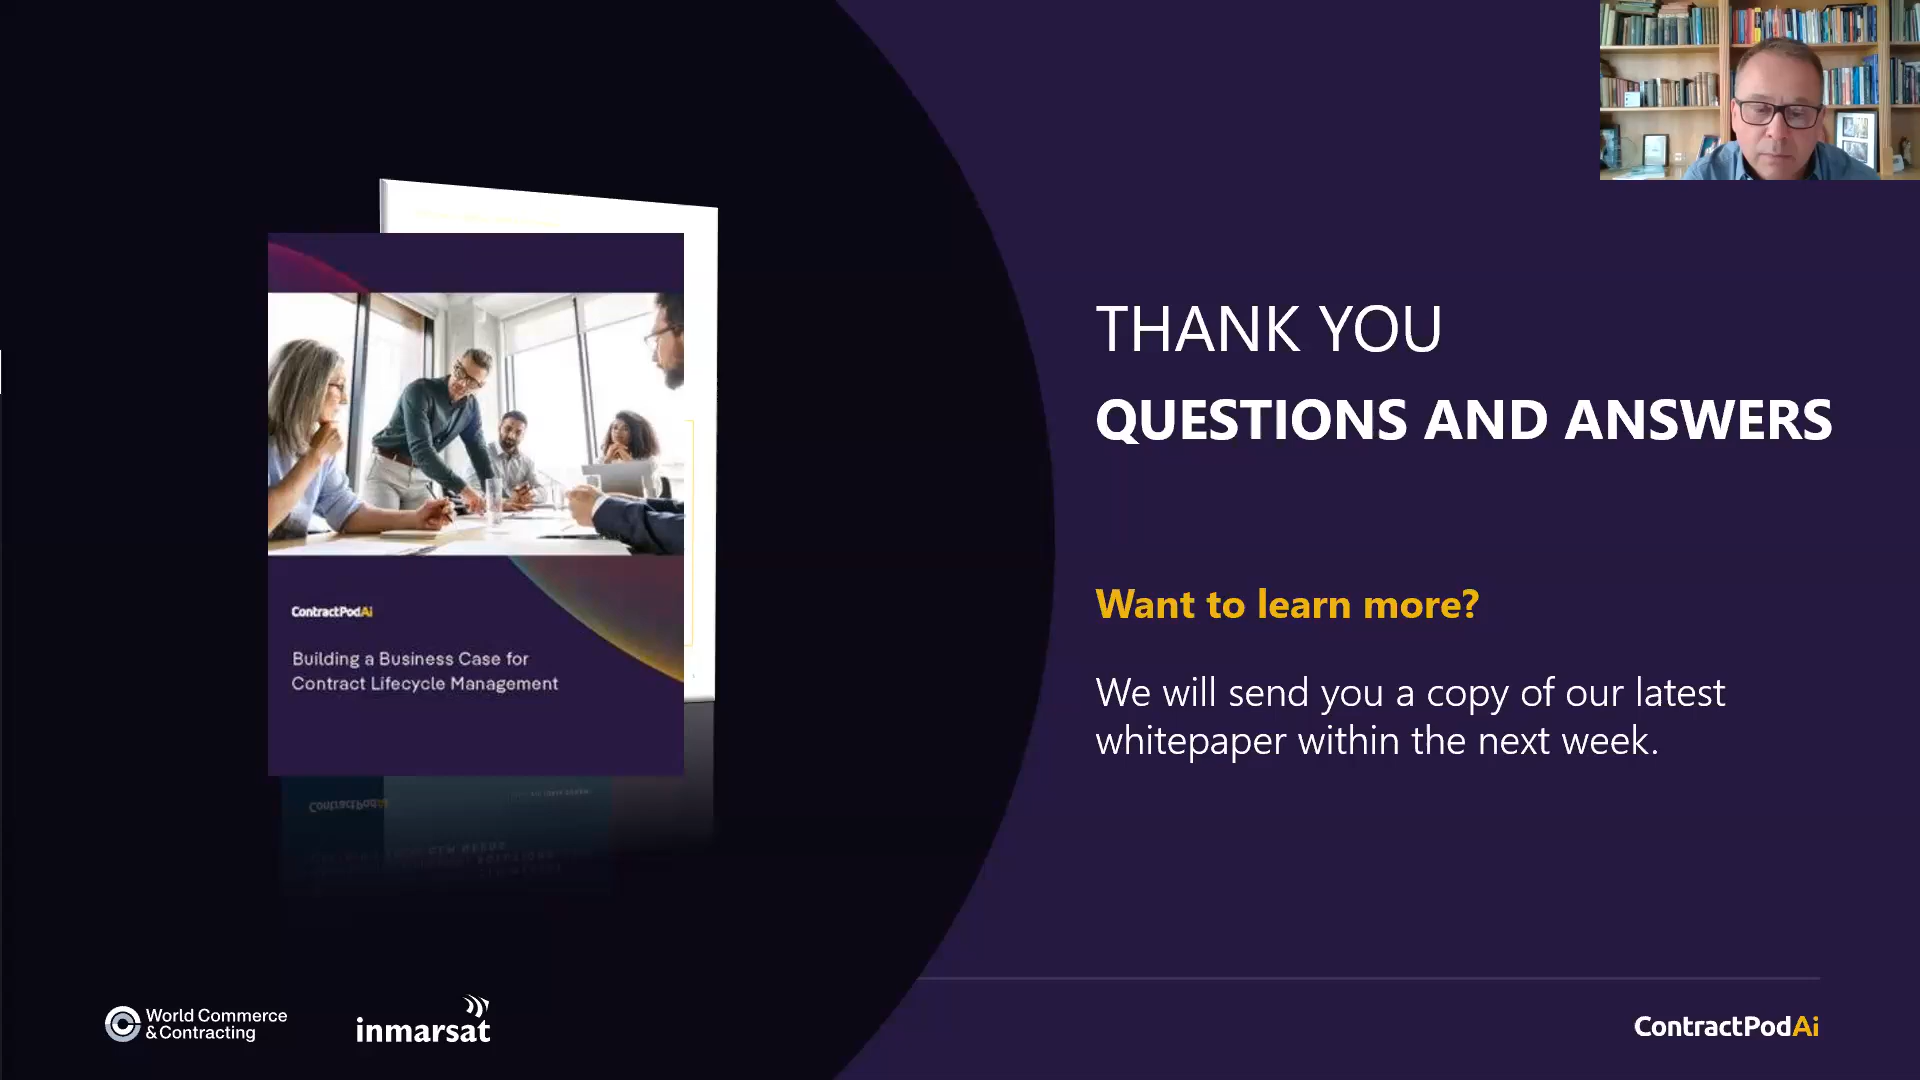 THANK YOU
QUESTIONS AND ANSWERS
Want to learn more?
We will send you a copy of our latest
whitepaper within the next week.
ContractPodAi
Building a Business Case for
Contract Lifecycle Management
ContractPodAi
World Commerce
& Contracting
inmarsat
ContractPodAi